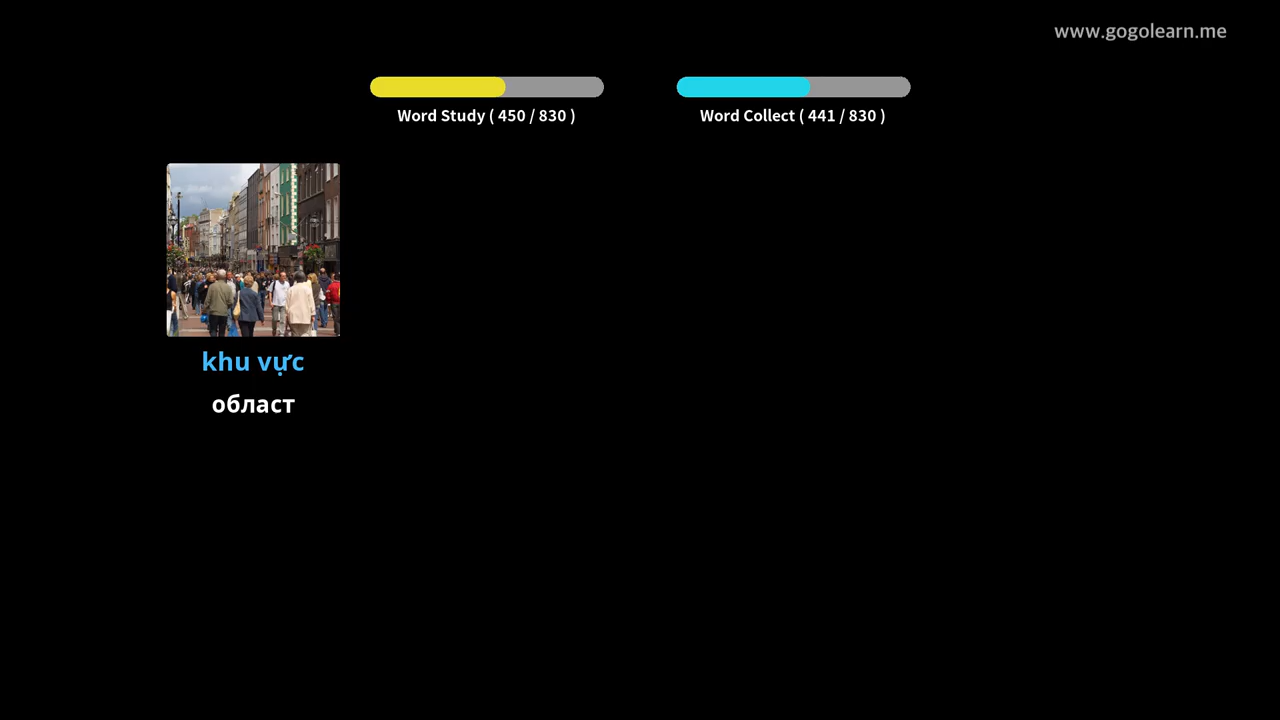 www.gogolearn.me
Word Study ( 450 / 830 )
Word Collect ( 441 / 830 )
khu vực
област